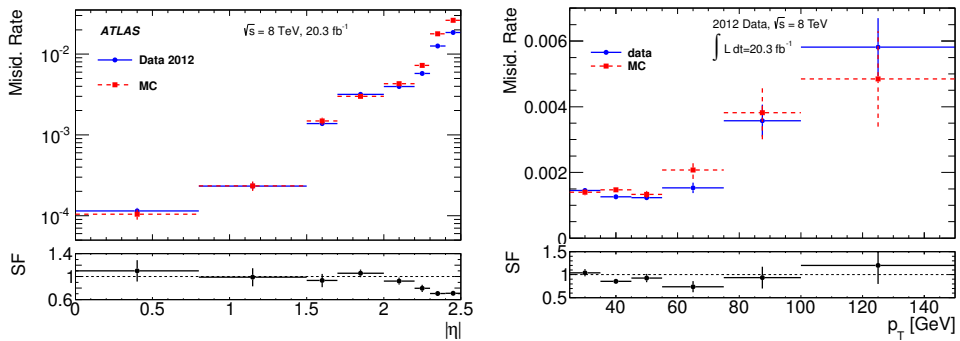 Misid. Rate
ATLAS
√s = 8 TeV, 20.3 fb⁻¹
Data 2012
MC
10⁻²
10⁻³
10⁻⁴
SF
1.4
1
0.6
0 0.5 1 1.5 2 2.5
|η|
Misid. Rate
2012 Data, √s = 8 TeV
∫ L dt=20.3 fb⁻¹
data
MC
0.006
0.004
0.002
0
SF
1.5
1
0.5
40 60 80 100 120 140
p_T [GeV]